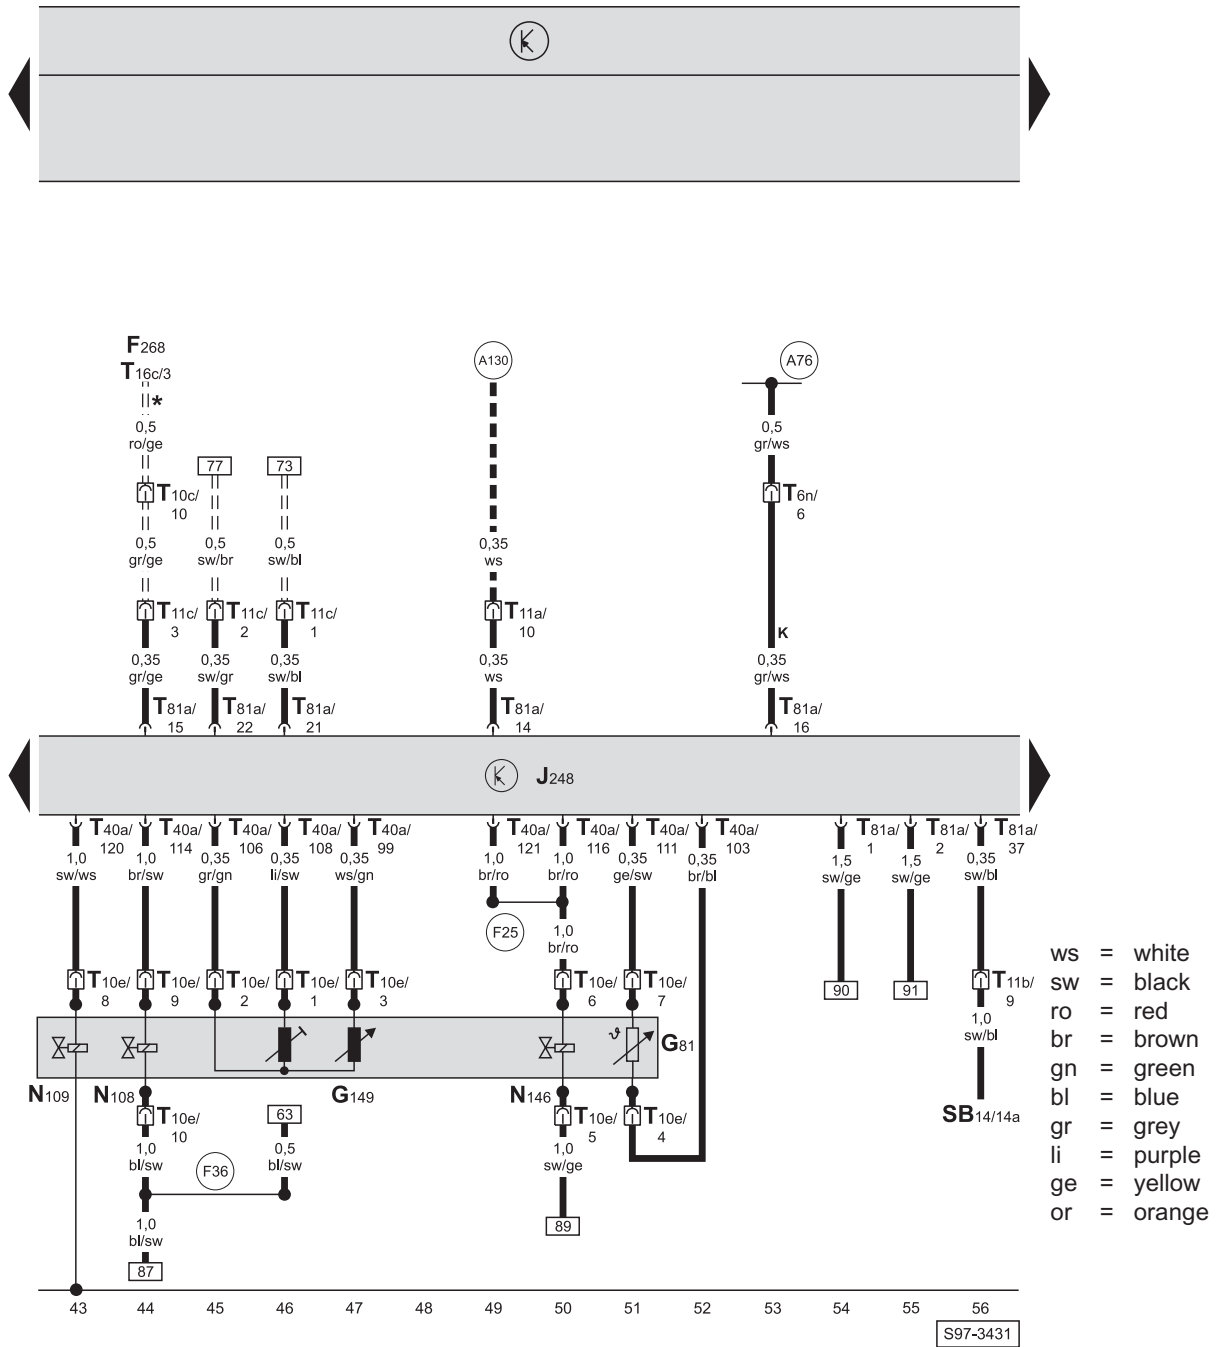 F268
T16c/3
*
0,5
ro/ge
T10c/
10
0,5
gr/ge
T11c/
3
0,35
gr/ge
T81a/
15
77
0,5
sw/br
T11c/
2
0,35
sw/gr
T81a/
22
73
0,5
sw/bl
T11c/
1
0,35
sw/bl
T81a/
21
A130
0,35
ws
T11a/
10
0,35
ws
T81a/
14
A76
0,5
gr/ws
T6n/
6
K
0,35
gr/ws
T81a/
16
J248
T40a/
120
1,0
sw/ws
T10e/
8
T40a/
114
1,0
br/sw
T10e/
9
T40a/
106
0,35
gr/gn
T10e/
2
T40a/
108
0,35
li/sw
T10e/
1
T40a/
99
0,35
ws/gn
T10e/
3
T40a/
121
1,0
br/ro
F25
T40a/
116
1,0
br/ro
1,0
br/ro
T10e/
6
T40a/
111
0,35
ge/sw
T10e/
7
T40a/
103
0,35
br/bl
T81a/
1
1,5
sw/ge
90
T81a/
2
1,5
sw/ge
91
T81a/
37
0,35
sw/bl
T11b/
9
1,0
sw/bl
SB14/14a
ϑ
G81
N109
N108
G149
N146
T10e/
10
1,0
bl/sw
F36
63
0,5
bl/sw
1,0
bl/sw
87
T10e/
5
1,0
sw/ge
89
T10e/
4
ws = white
sw = black
ro = red
br = brown
gn = green
bl = blue
gr = grey
li = purple
ge = yellow
or = orange
43 44 45 46 47 48 49 50 51 52 53 54 55 56
S97-3431